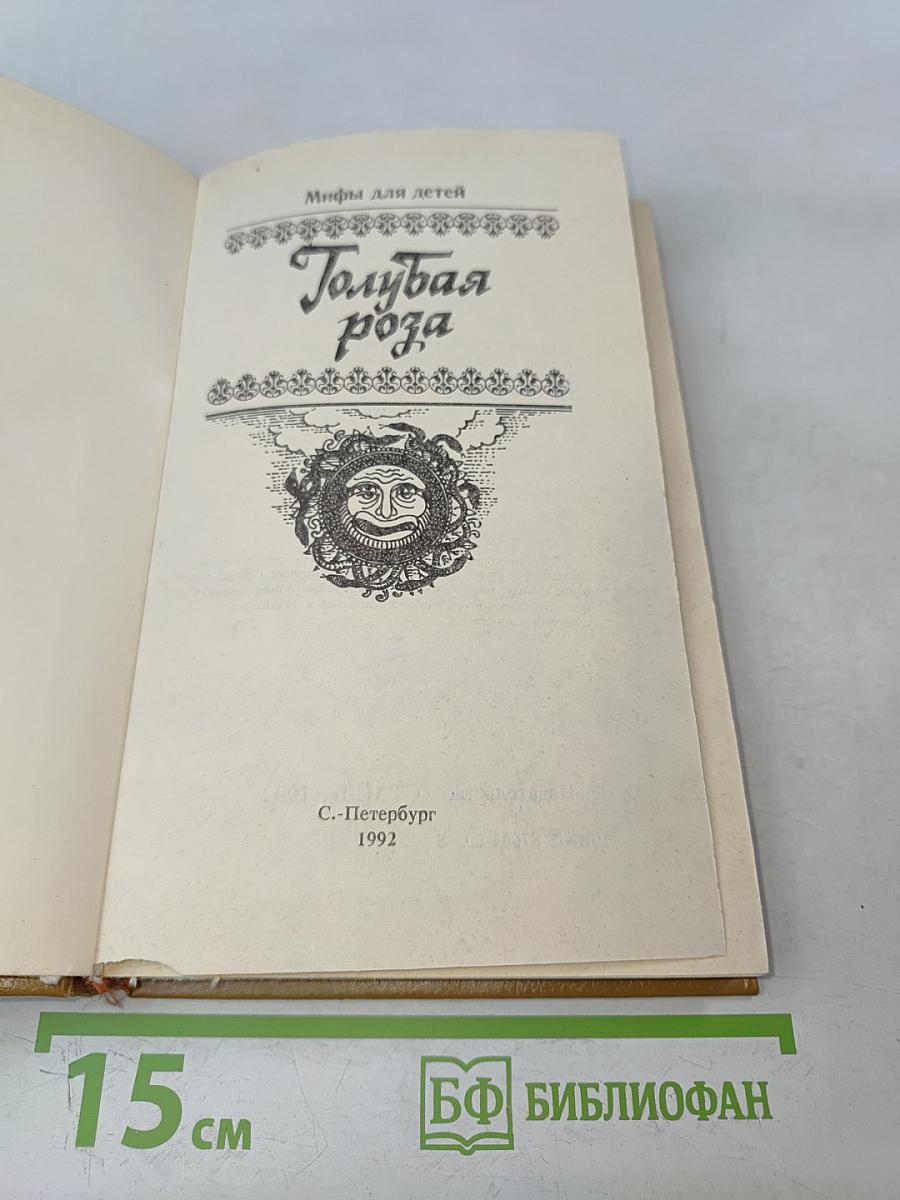 Мифы для детей
Голубая
роза
С.-Петербург
1992
15 см
БФ БИБЛИОФАН